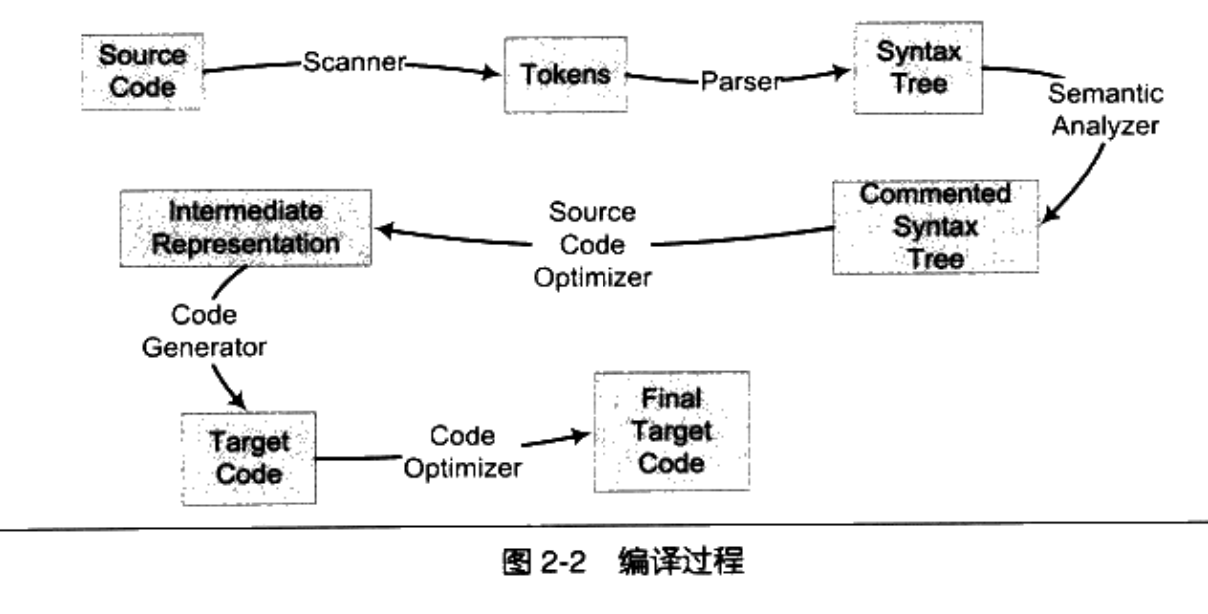 Source
Code
Scanner
Tokens
Parser
Syntax
Tree
Semantic
Analyzer
Commented
Syntax
Tree
Source
Code
Optimizer
Intermediate
Representation
Code
Generator
Target
Code
Code
Optimizer
Final
Target
Code
图 2-2 编译过程